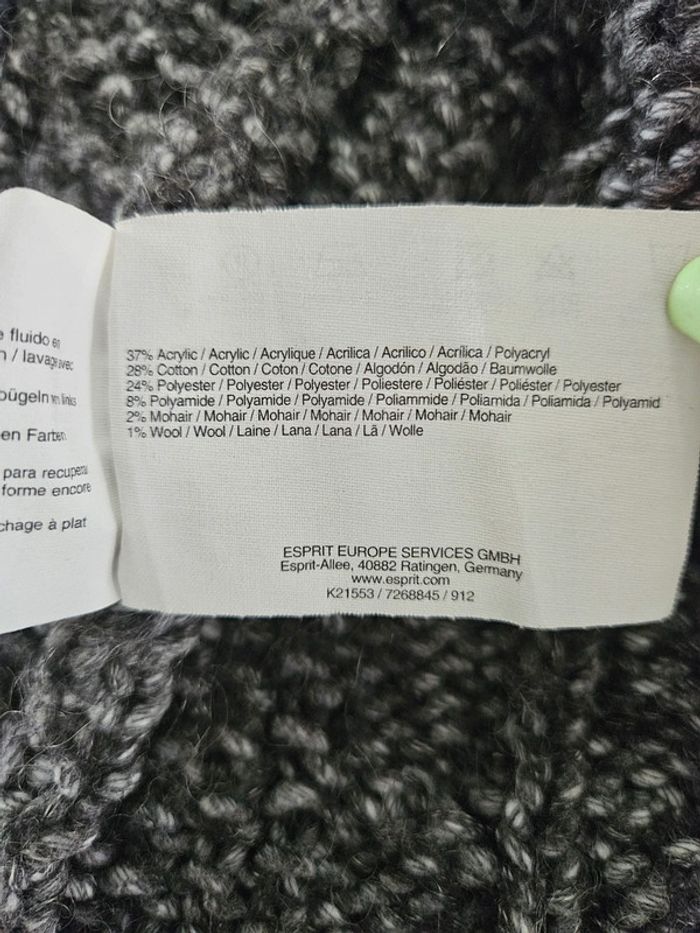 fluido en
/ lavage avec
bügeln von links
en Farben
para recuperar
forme encore
chage à plat
37% Acrylic / Acrylic / Acrylique / Acrilica / Acrilico / Acrílica / Polyacryl
28% Cotton / Cotton / Coton / Cotone / Algodón / Algodão / Baumwolle
24% Polyester / Polyester / Polyester / Poliestere / Poliéster / Poliéster / Polyester
8% Polyamide / Polyamide / Polyamide / Poliammide / Poliamida / Poliamida / Polyamid
2% Mohair / Mohair / Mohair / Mohair / Mohair / Mohair / Mohair
1% Wool / Wool / Laine / Lana / Lana / Lã / Wolle
ESPRIT EUROPE SERVICES GMBH
Esprit-Allee, 40882 Ratingen, Germany
www.esprit.com
K21553 / 7268845 / 912